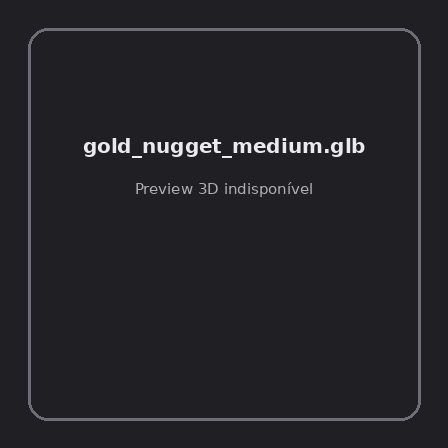 gold_nugget_medium.glb
Preview 3D indisponível